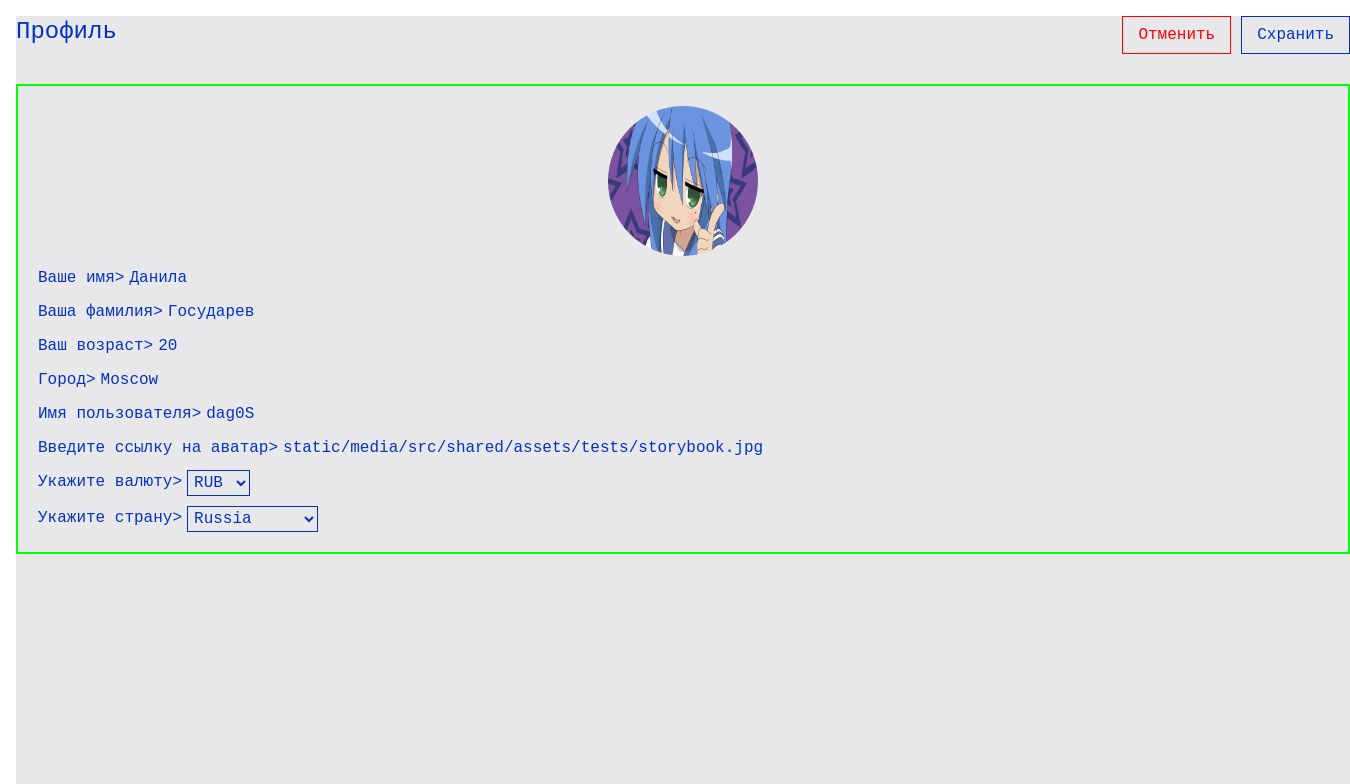 Профиль
Отменить
Схранить
Ваше имя> Данила
Ваша фамилия> Государев
Ваш возраст> 20
Город> Moscow
Имя пользователя> dag0S
Введите ссылку на аватар> static/media/src/shared/assets/tests/storybook.jpg
Укажите валюту> RUB
Укажите страну> Russia